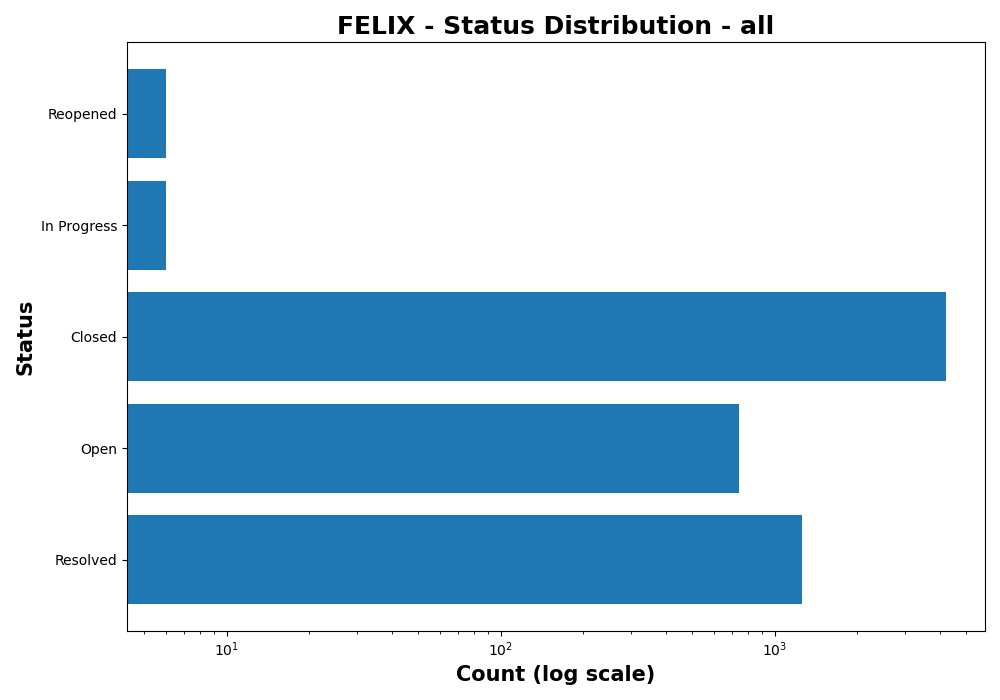 FELIX - Status Distribution - all
Status
Reopened
In Progress
Closed
Open
Resolved
10¹ 10² 10³
Count (log scale)